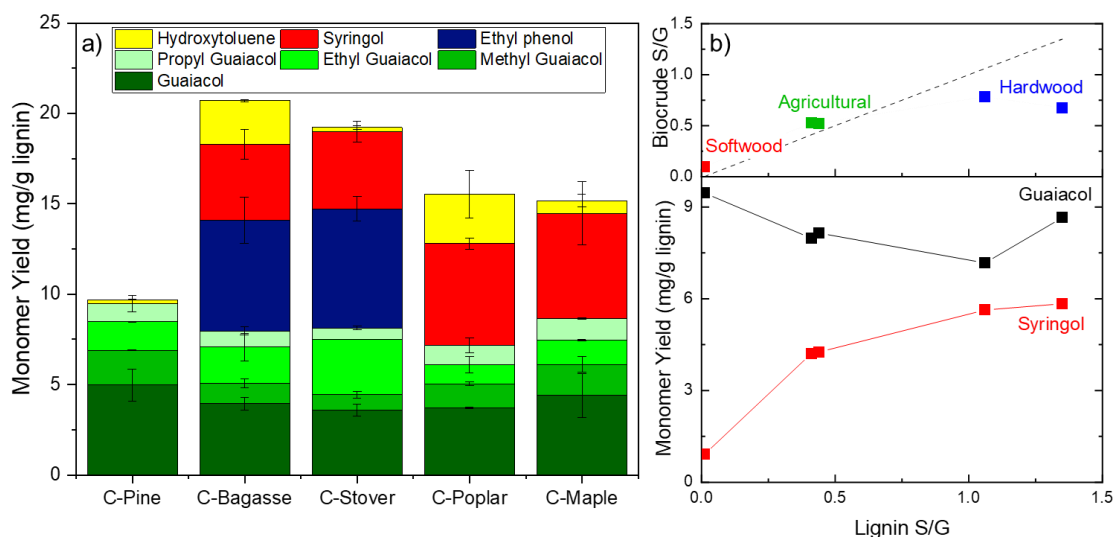 a)
Hydroxytoluene Syringol Ethyl phenol
Propyl Guaiacol Ethyl Guaiacol Methyl Guaiacol
Guaiacol
Monomer Yield (mg/g lignin)
25
20
15
10
5
0
C-Pine C-Bagasse C-Stover C-Poplar C-Maple
b)
Biocrude S/G
1.5
1.0
0.5
0.0
Hardwood
Agricultural
Softwood
Monomer Yield (mg/g lignin)
9
6
3
0
Guaiacol
Syringol
0.0 0.5 1.0 1.5
Lignin S/G